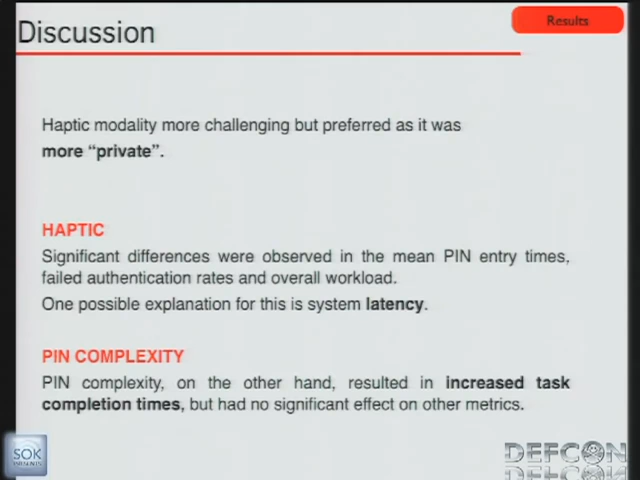 Discussion
Results
Haptic modality more challenging but preferred as it was
more “private”.
HAPTIC
Significant differences were observed in the mean PIN entry times,
failed authentication rates and overall workload.
One possible explanation for this is system latency.
PIN COMPLEXITY
PIN complexity, on the other hand, resulted in increased task
completion times, but had no significant effect on other metrics.
SOK
DEFCON